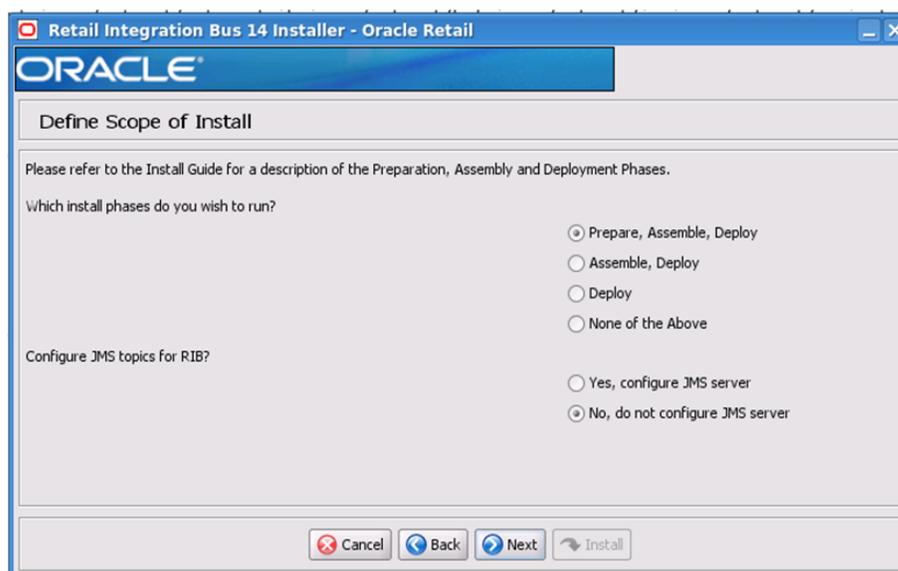 Retail Integration Bus 14 Installer - Oracle Retail
ORACLE®
Define Scope of Install
Please refer to the Install Guide for a description of the Preparation, Assembly and Deployment Phases.
Which install phases do you wish to run?
Prepare, Assemble, Deploy
Assemble, Deploy
Deploy
None of the Above
Configure JMS topics for RIB?
Yes, configure JMS server
No, do not configure JMS server
Cancel Back Next Install